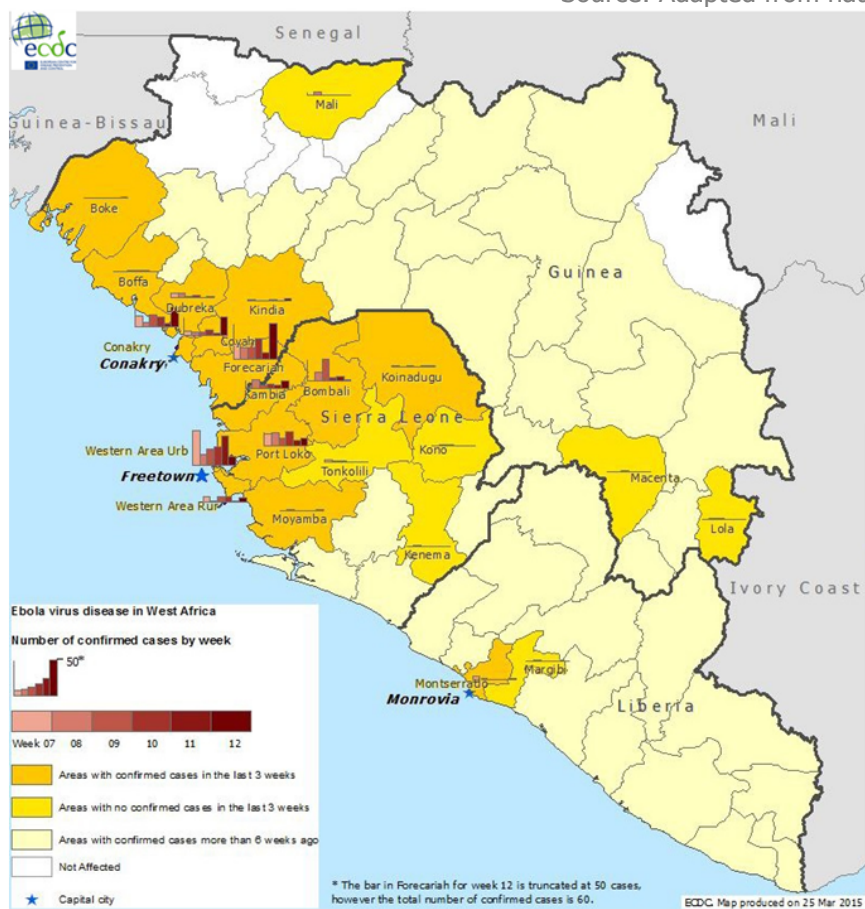 Source: Adapted from nat
ecdc
Senegal
Guinea-Bissau
Mali
Mali
Boke
Boffa
Dubreka
Kindia
Guinea
Conakry
Conakry
Coyah
Forecariah
Kambia
Bombali
Koinadugu
Sierra Leone
Western Area Urb
Port Loko
Kono
Freetown
Tonkolili
Macenta
Western Area Rur
Moyamba
Lola
Kenema
Ivory Coast
Margibi
Montserrado
Monrovia
Liberia
Ebola virus disease in West Africa
Number of confirmed cases by week
50*
Week 07 08 09 10 11 12
Areas with confirmed cases in the last 3 weeks
Areas with no confirmed cases in the last 3 weeks
Areas with confirmed cases more than 6 weeks ago
Not Affected
Capital city
* The bar in Forecariah for week 12 is truncated at 50 cases,
however the total number of confirmed cases is 60.
ECDC. Map produced on 25 Mar 2015